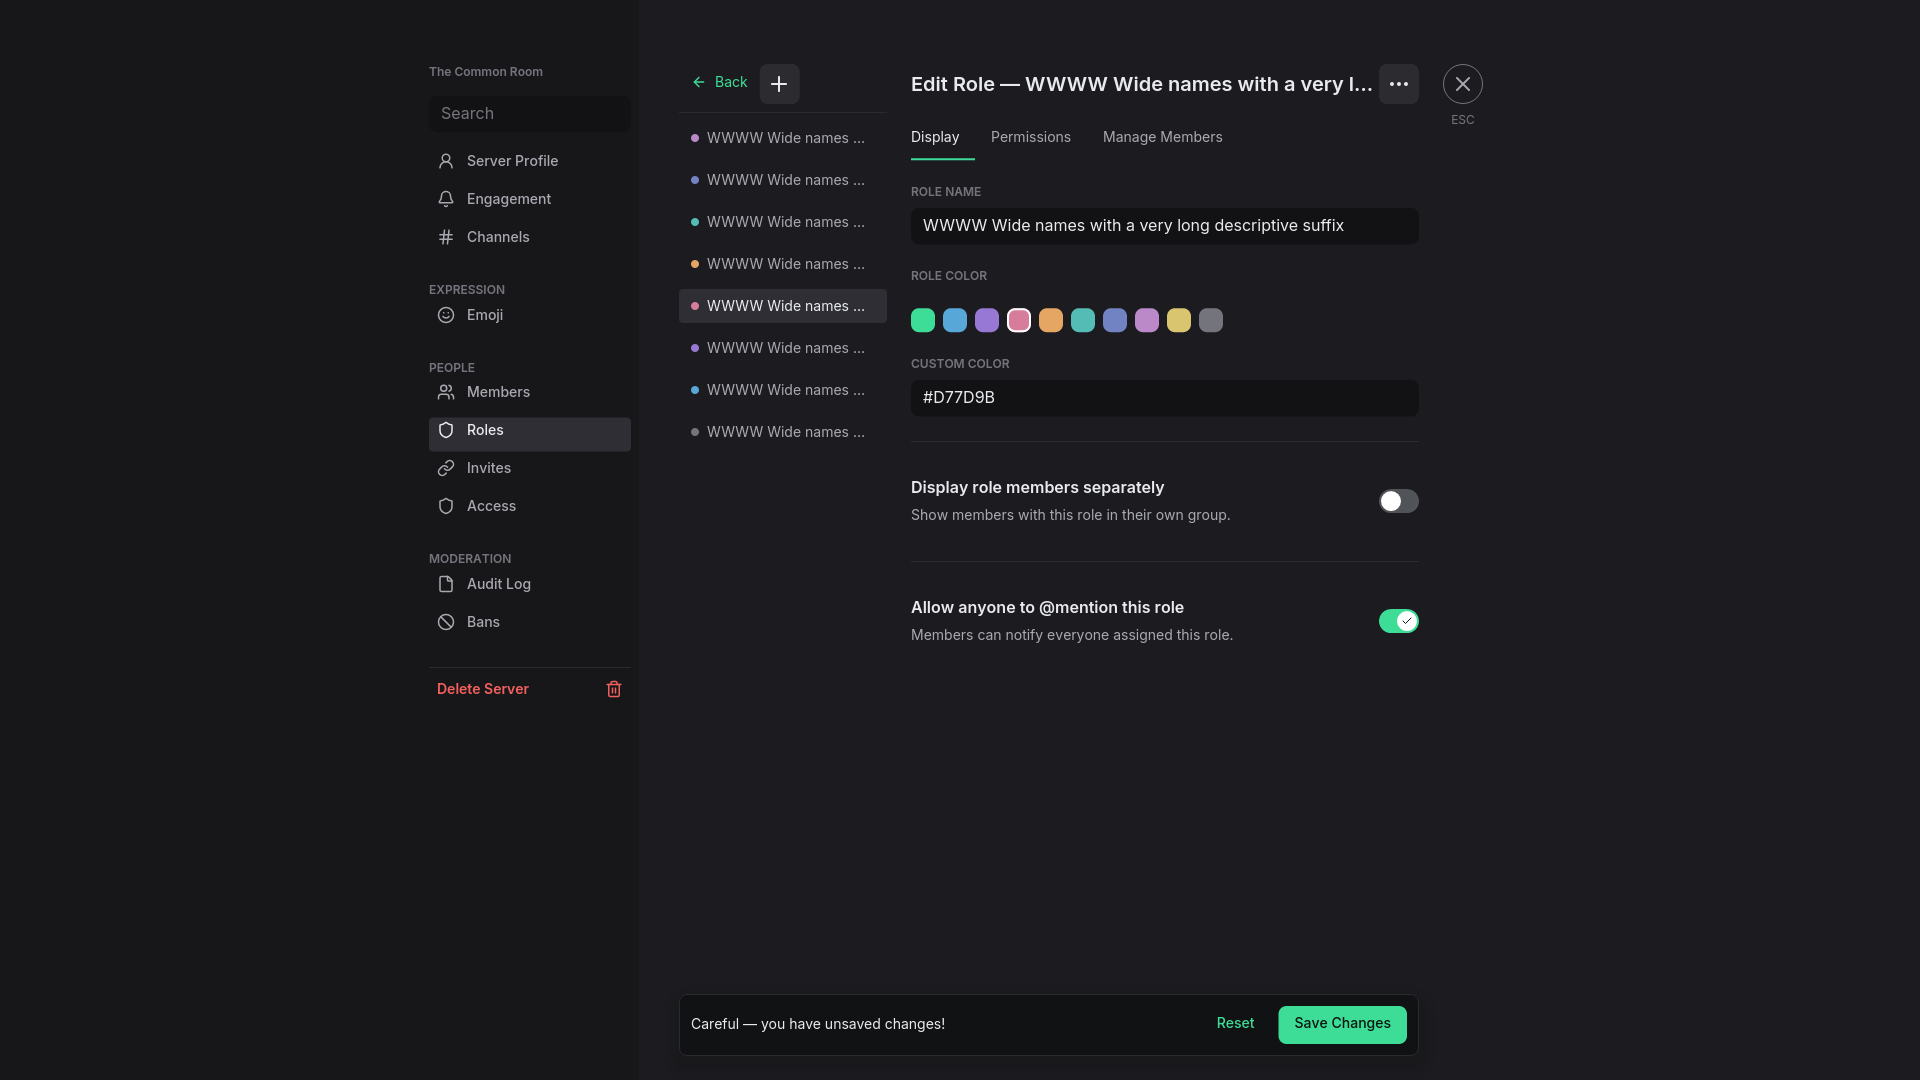 The Common Room
Search
Server Profile
Engagement
Channels
EXPRESSION
Emoji
PEOPLE
Members
Roles
Invites
Access
MODERATION
Audit Log
Bans
Delete Server
Back
WWWW Wide names ...
WWWW Wide names ...
WWWW Wide names ...
WWWW Wide names ...
WWWW Wide names ...
WWWW Wide names ...
WWWW Wide names ...
WWWW Wide names ...
Edit Role — WWWW Wide names with a very l...
ESC
Display Permissions Manage Members
ROLE NAME
WWWW Wide names with a very long descriptive suffix
ROLE COLOR
CUSTOM COLOR
#D77D9B
Display role members separately
Show members with this role in their own group.
Allow anyone to @mention this role
Members can notify everyone assigned this role.
Careful — you have unsaved changes!
Reset
Save Changes